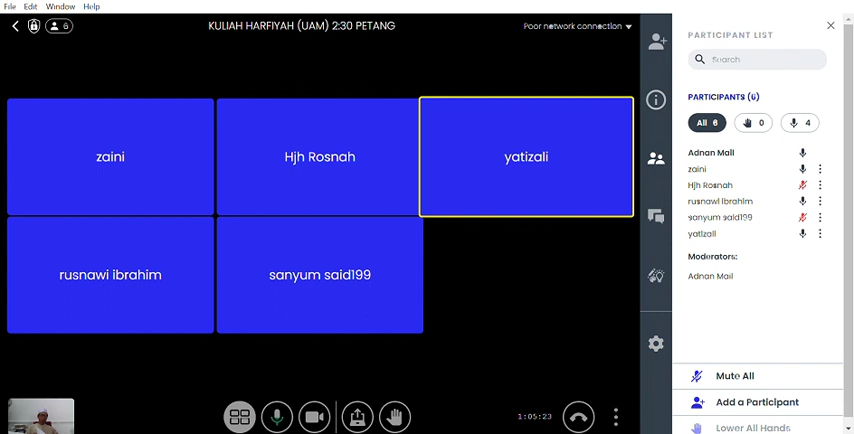 File Edit Window Help
6
KULIAH HARFIYAH (UAM) 2:30 PETANG
Poor network connection
zaini
Hjh Rosnah
yatizali
rusnawi ibrahim
sanyum said199
1:05:23
PARTICIPANT LIST
Search
PARTICIPANTS (6)
All 6
0
4
Adnan Mail
zaini
Hjh Rosnah
rusnawi ibrahim
sanyum said199
yatizali
Moderators:
Adnan Mail
Mute All
Add a Participant
Lower All Hands